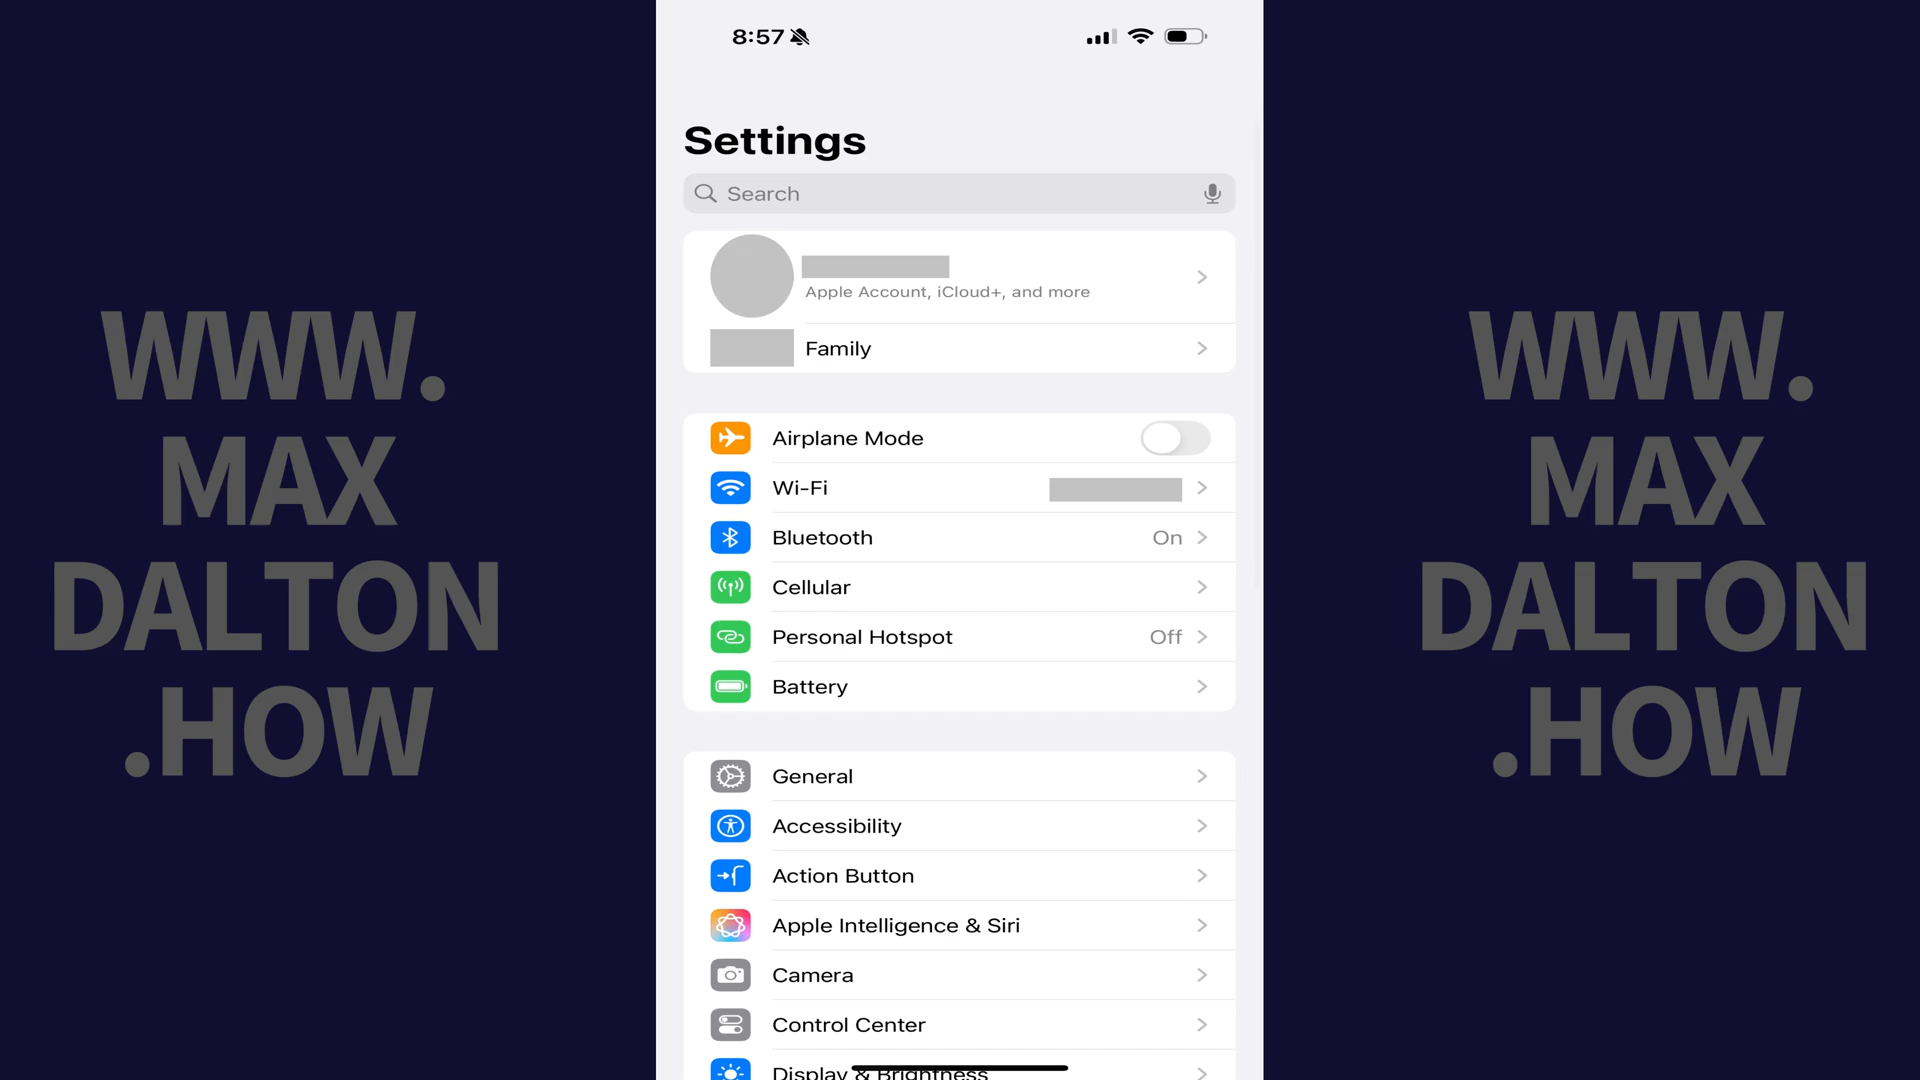 8:57
Settings
Search
Apple Account, iCloud+, and more
Family
Airplane Mode
Wi-Fi
Bluetooth On
Cellular
Personal Hotspot Off
Battery
General
Accessibility
Action Button
Apple Intelligence & Siri
Camera
Control Center
Display & Brightness
WWW.
MAX
DALTON
.HOW
WWW.
MAX
DALTON
.HOW